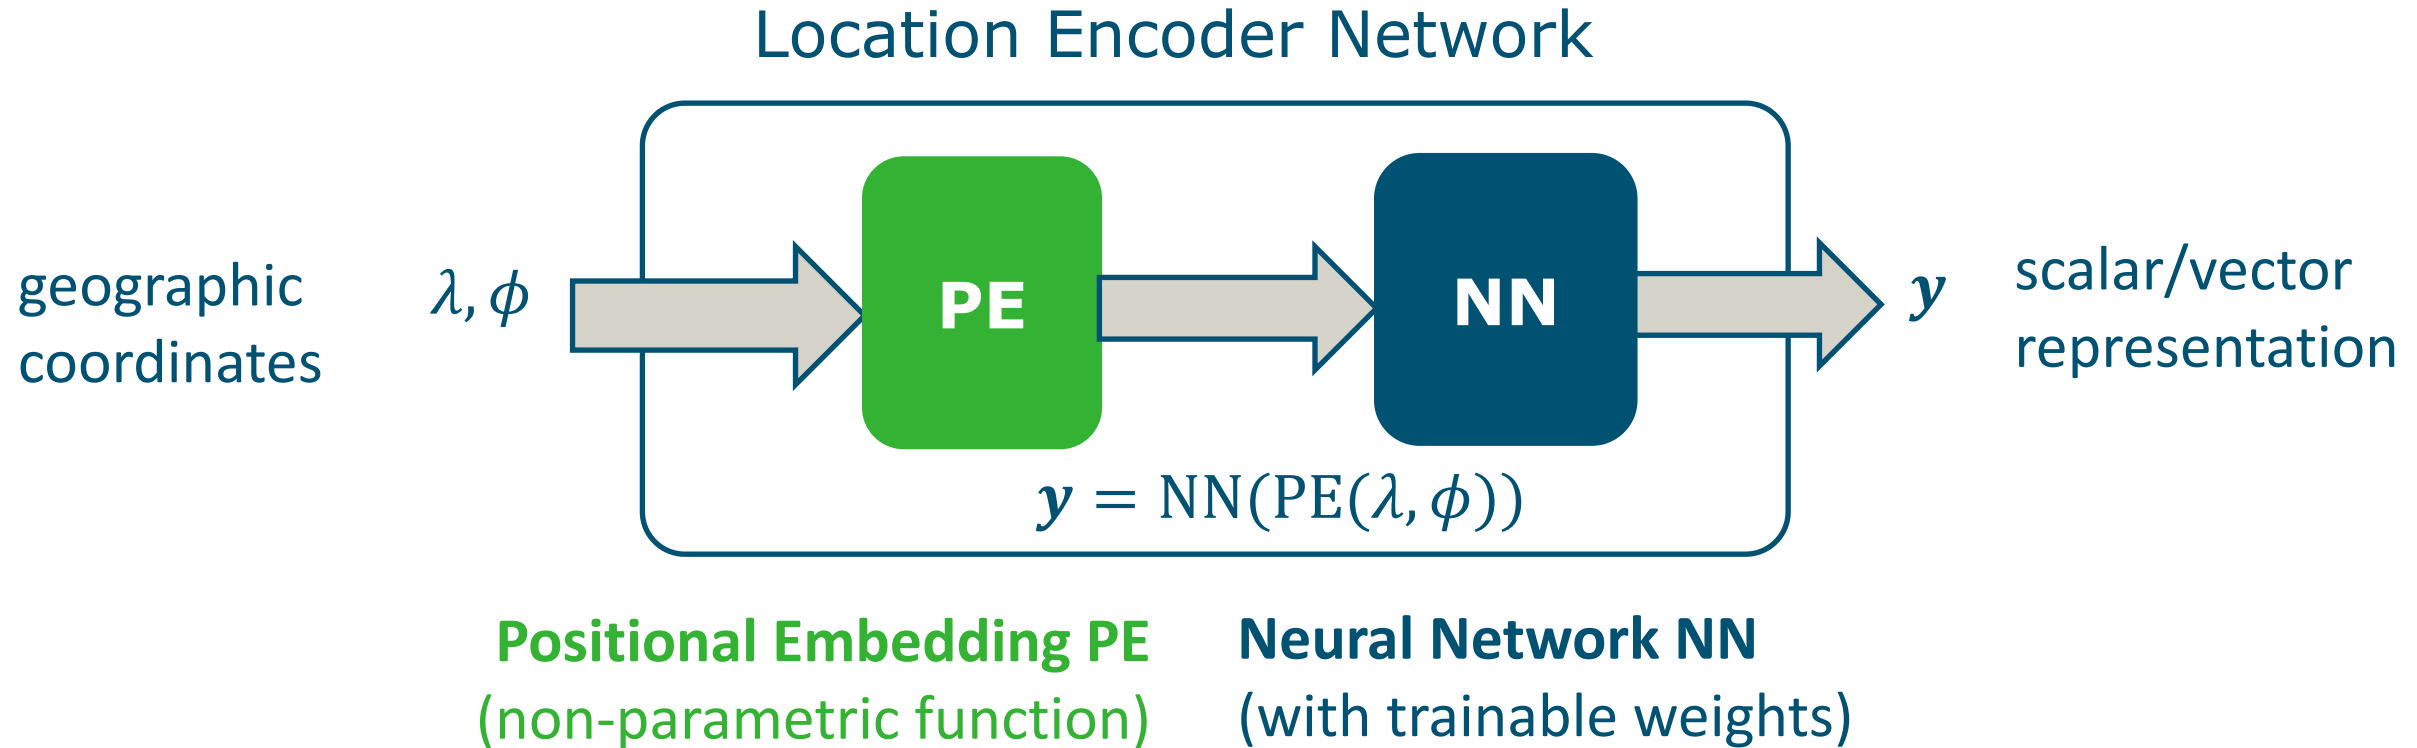 Location Encoder Network
geographic
coordinates
λ, ϕ
PE
NN
y
scalar/vector
representation
y = NN(PE(λ, ϕ))
Positional Embedding PE
(non-parametric function)
Neural Network NN
(with trainable weights)